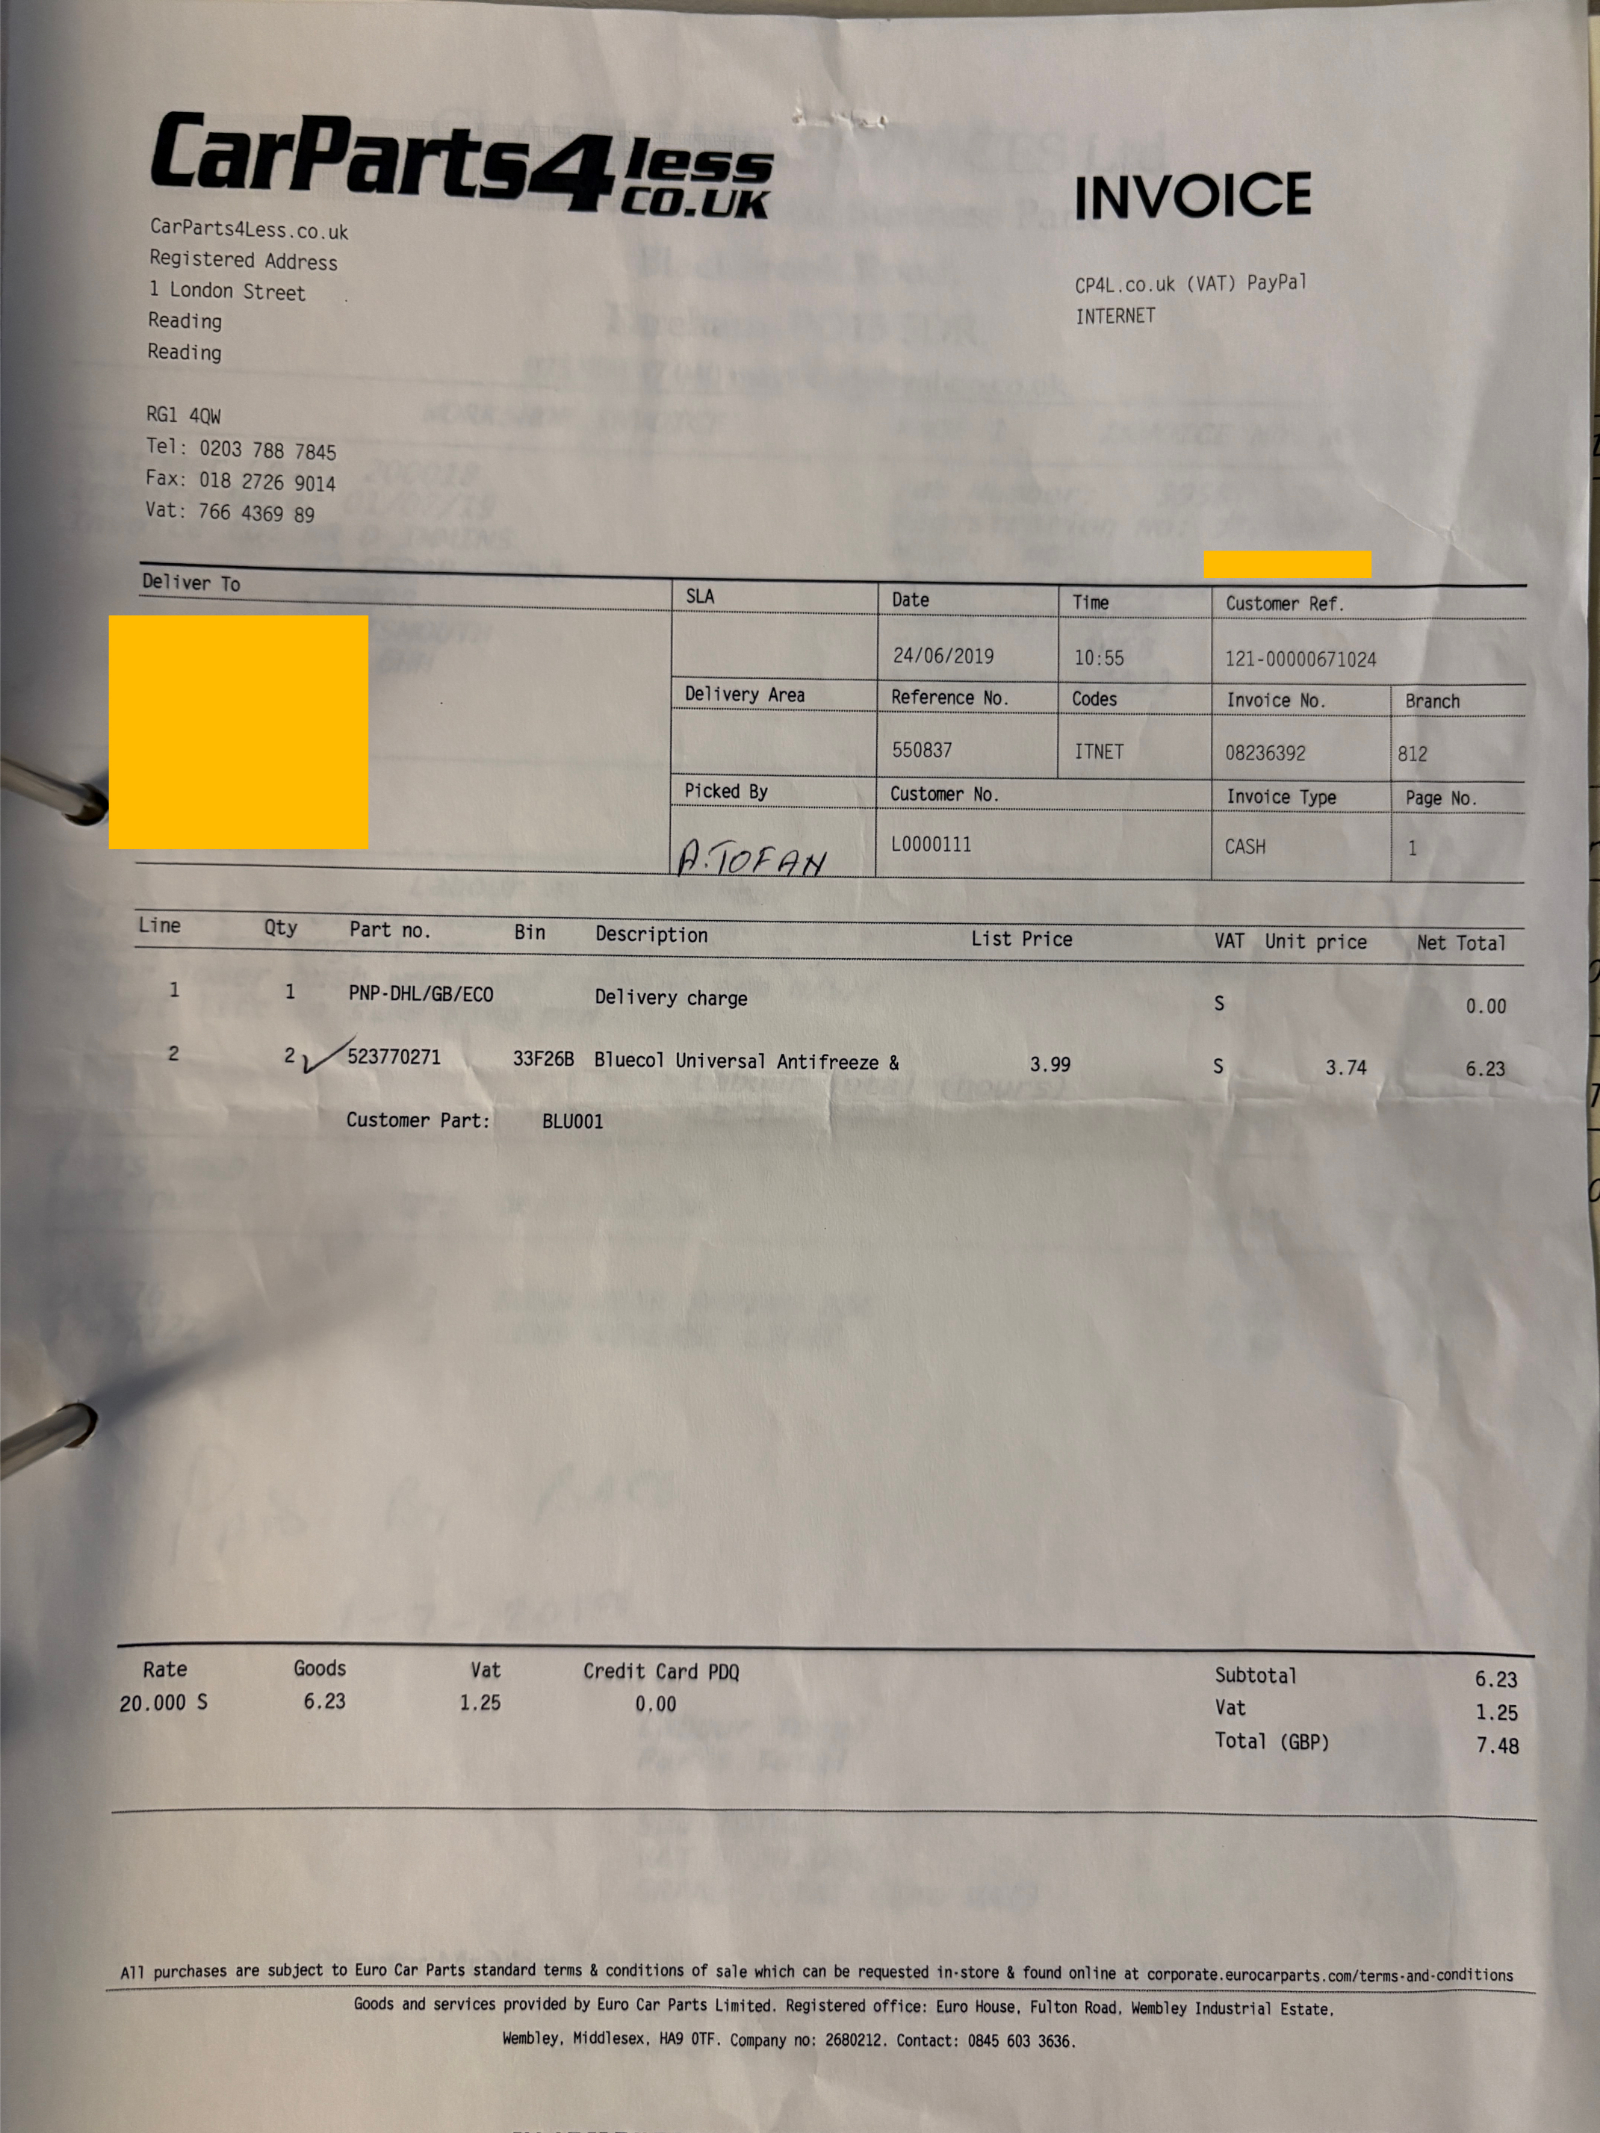 CarParts4less
CO.UK
INVOICE
CarParts4Less.co.uk
Registered Address
1 London Street
Reading
Reading
RG1 4QW
Tel: 0203 788 7845
Fax: 018 2726 9014
Vat: 766 4369 89
CP4L.co.uk (VAT) PayPal
INTERNET
Deliver To
SLA Date Time Customer Ref.
24/06/2019 10:55 121-00000671024
Delivery Area Reference No. Codes Invoice No. Branch
550837 ITNET 08236392 812
Picked By Customer No. Invoice Type Page No.
A.TOFAN L0000111 CASH 1
Line Qty Part no. Bin Description List Price VAT Unit price Net Total
1 1 PNP-DHL/GB/ECO Delivery charge S 0.00
2 2 523770271 33F26B Bluecol Universal Antifreeze & 3.99 S 3.74 6.23
Customer Part: BLU001
Rate Goods Vat Credit Card PDQ
20.000 S 6.23 1.25 0.00
Subtotal 6.23
Vat 1.25
Total (GBP) 7.48
All purchases are subject to Euro Car Parts standard terms & conditions of sale which can be requested in-store & found online at corporate.eurocarparts.com/terms-and-conditions
Goods and services provided by Euro Car Parts Limited. Registered office: Euro House, Fulton Road, Wembley Industrial Estate,
Wembley, Middlesex, HA9 0TF. Company no: 2680212. Contact: 0845 603 3636.